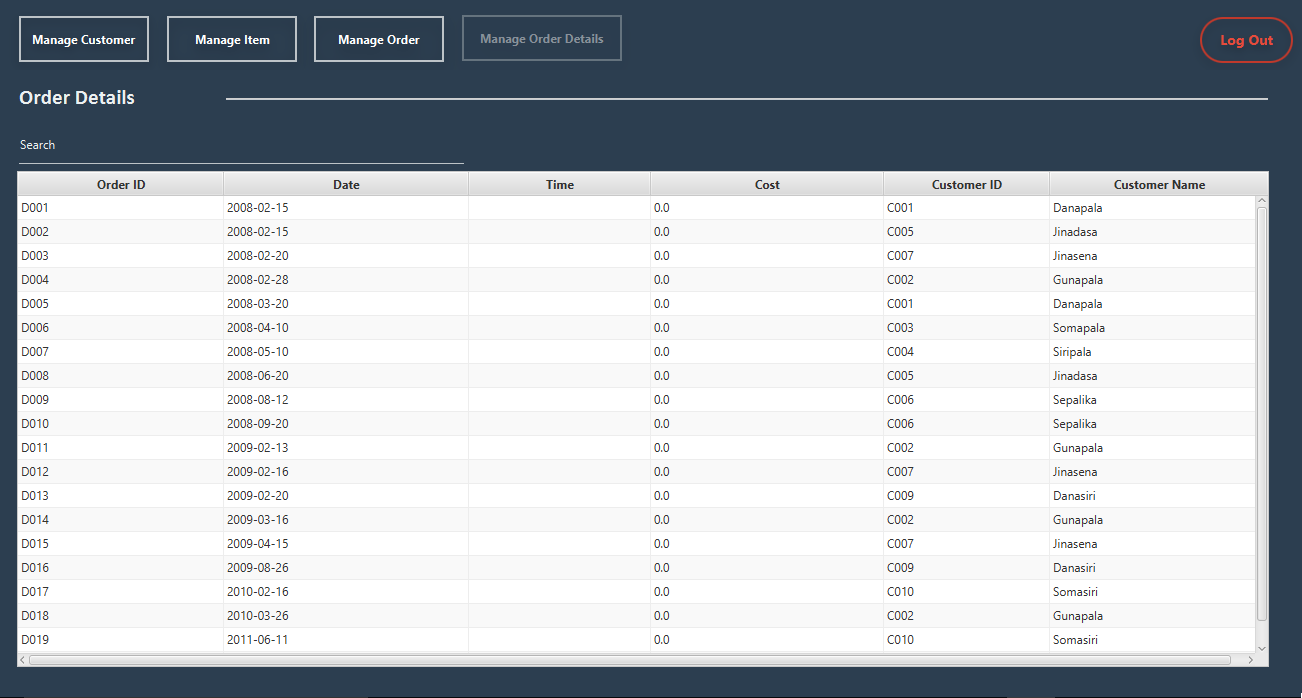 Manage Customer Manage Item Manage Order Manage Order Details Log Out
Order Details
Search
Order ID Date Time Cost Customer ID Customer Name
D001 2008-02-15 0.0 C001 Danapala
D002 2008-02-15 0.0 C005 Jinadasa
D003 2008-02-20 0.0 C007 Jinasena
D004 2008-02-28 0.0 C002 Gunapala
D005 2008-03-20 0.0 C001 Danapala
D006 2008-04-10 0.0 C003 Somapala
D007 2008-05-10 0.0 C004 Siripala
D008 2008-06-20 0.0 C005 Jinadasa
D009 2008-08-12 0.0 C006 Sepalika
D010 2008-09-20 0.0 C006 Sepalika
D011 2009-02-13 0.0 C002 Gunapala
D012 2009-02-16 0.0 C007 Jinasena
D013 2009-02-20 0.0 C009 Danasiri
D014 2009-03-16 0.0 C002 Gunapala
D015 2009-04-15 0.0 C007 Jinasena
D016 2009-08-26 0.0 C009 Danasiri
D017 2010-02-16 0.0 C010 Somasiri
D018 2010-03-26 0.0 C002 Gunapala
D019 2011-06-11 0.0 C010 Somasiri